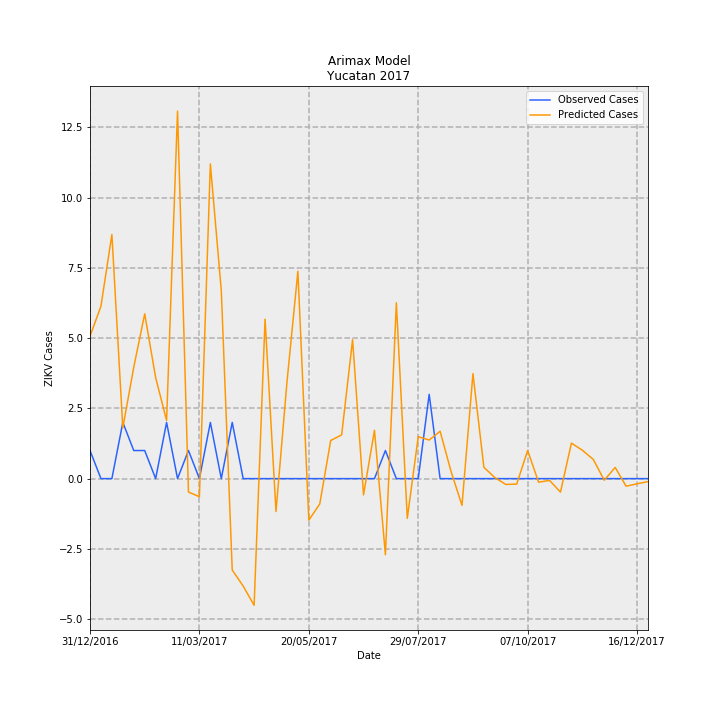 Arimax Model
Yucatan 2017
Observed Cases
Predicted Cases
12.5
10.0
7.5
5.0
2.5
0.0
−2.5
−5.0
ZIKV Cases
31/12/2016 11/03/2017 20/05/2017 29/07/2017 07/10/2017 16/12/2017
Date